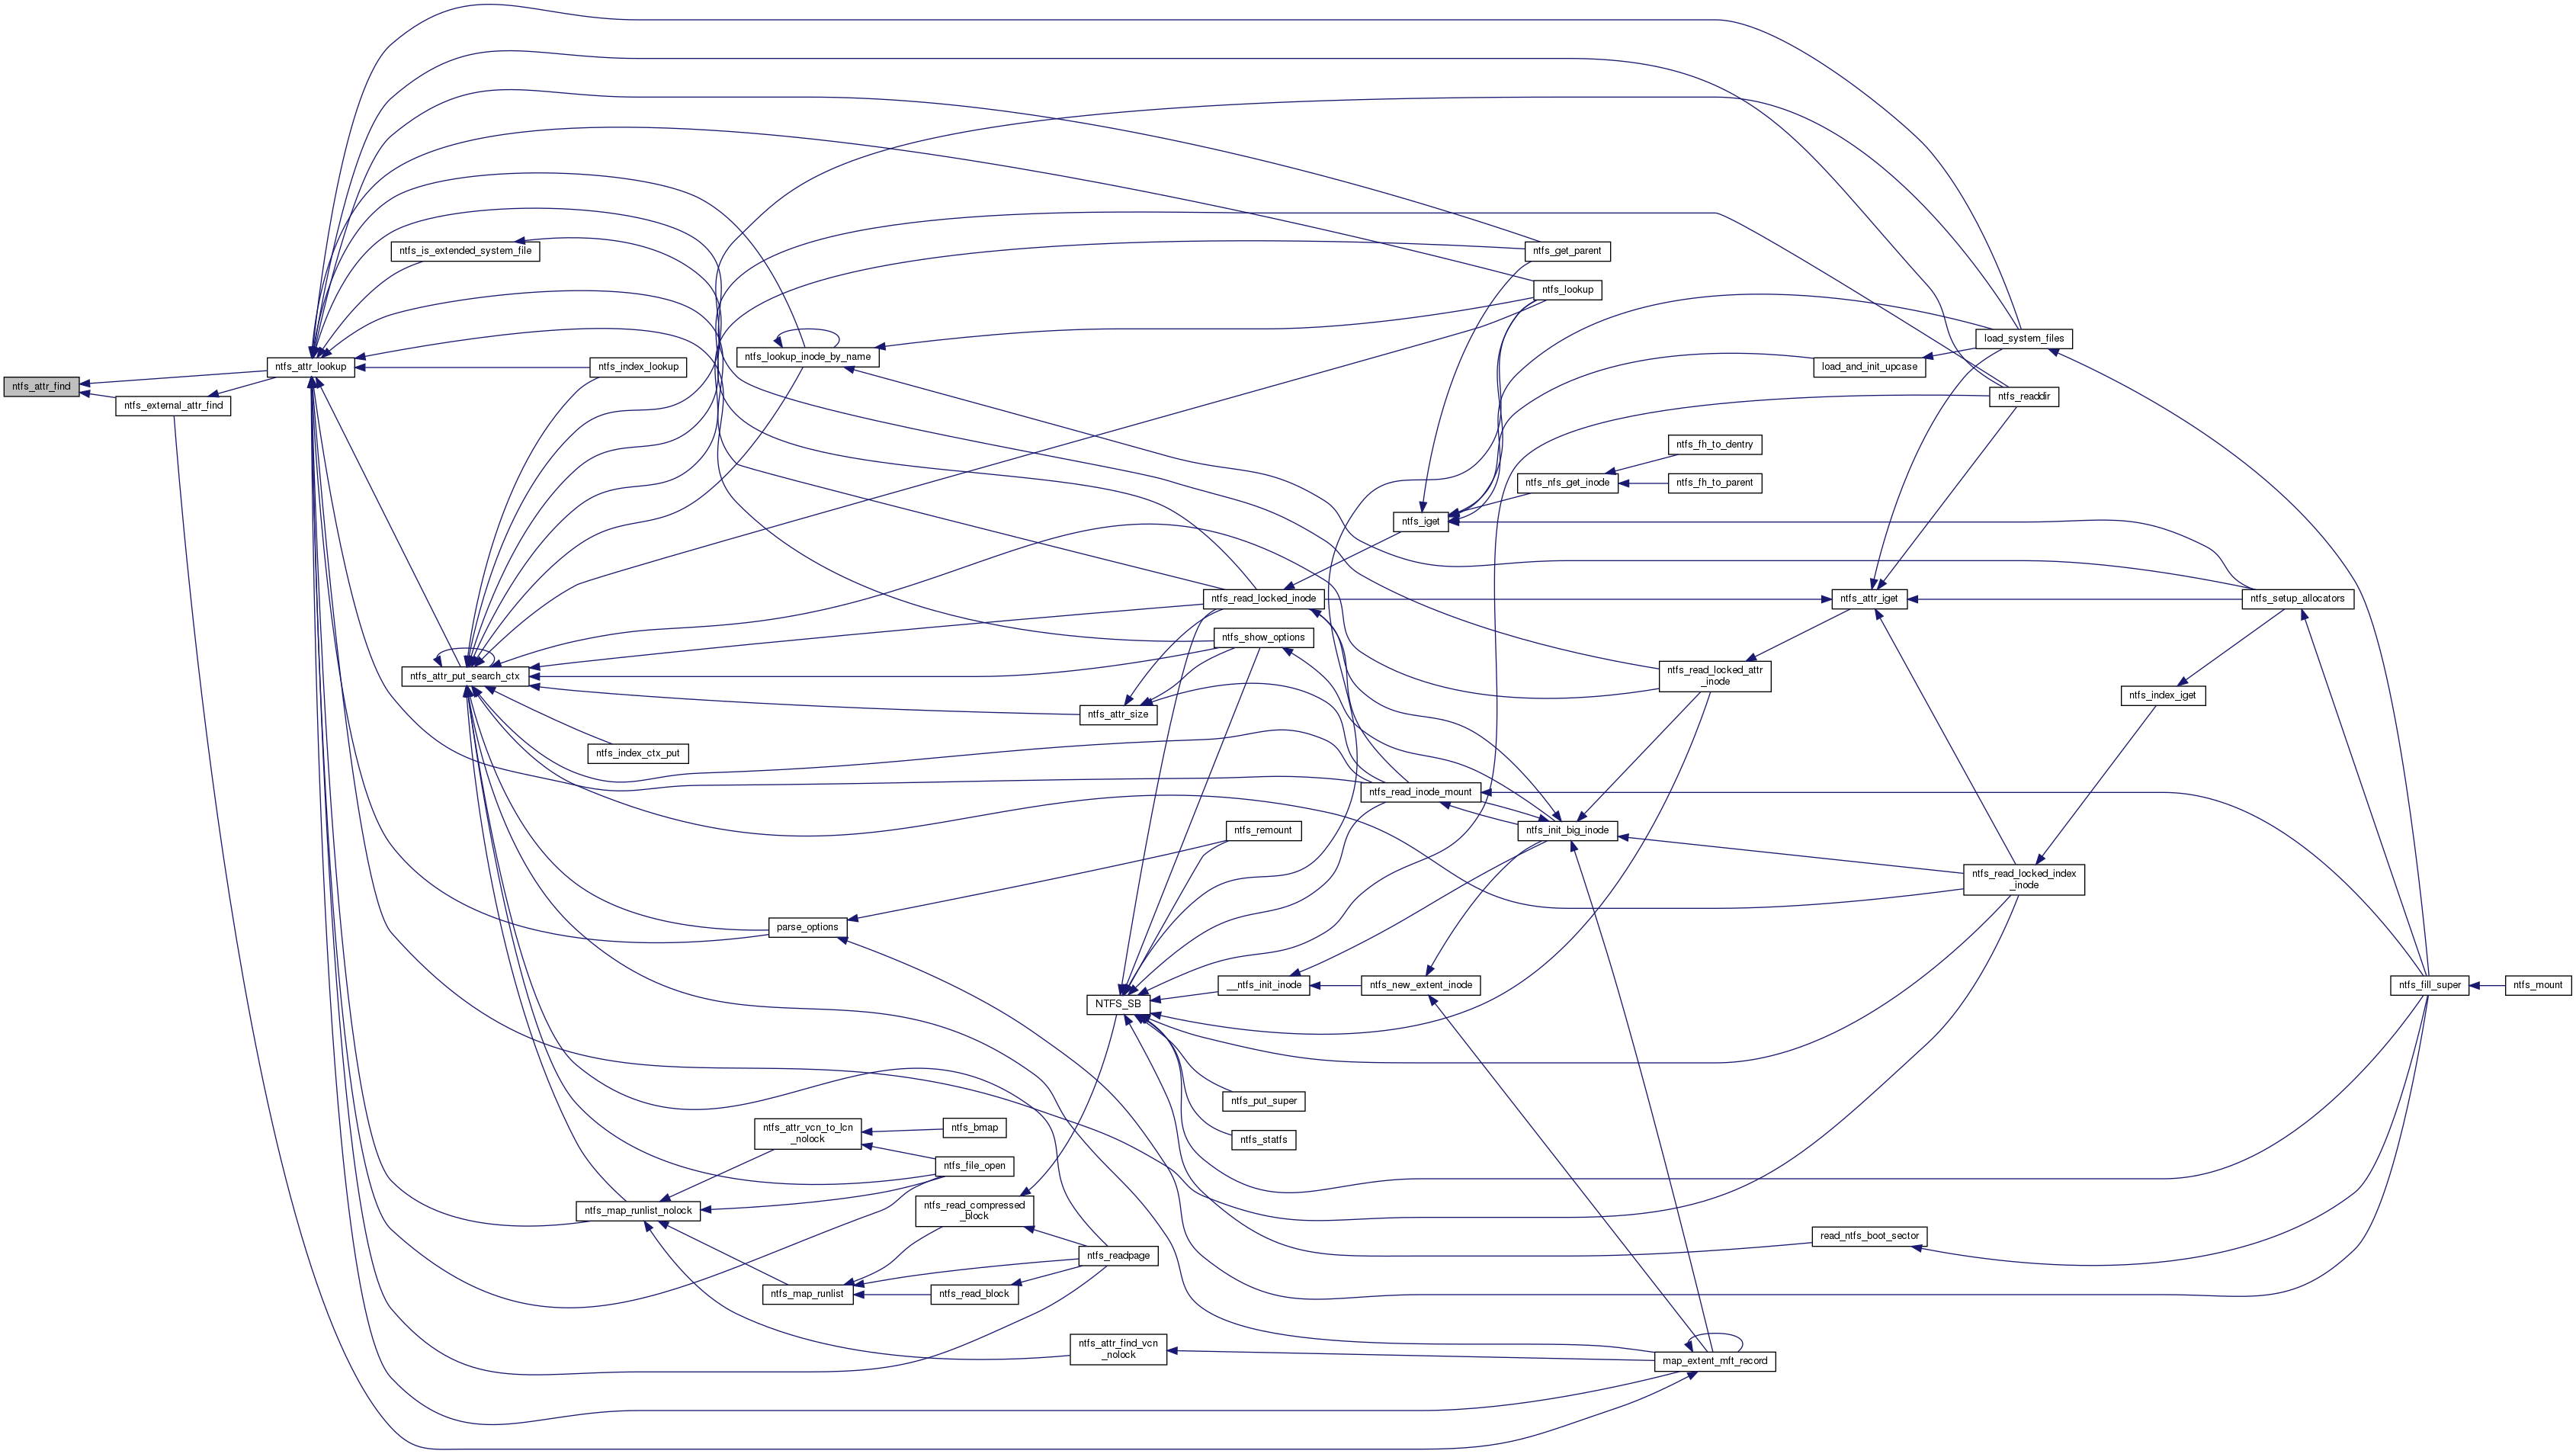 ntfs_get_parent
ntfs_is_extended_system_file
ntfs_lookup
load_system_files
ntfs_lookup_inode_by_name
ntfs_attr_lookup
ntfs_index_lookup
load_and_init_upcase
ntfs_attr_find
ntfs_external_attr_find
ntfs_readdir
ntfs_fh_to_dentry
ntfs_nfs_get_inode
ntfs_fh_to_parent
ntfs_iget
ntfs_read_locked_inode
ntfs_attr_iget
ntfs_setup_allocators
ntfs_show_options
ntfs_attr_put_search_ctx
ntfs_read_locked_attr
_inode
ntfs_index_iget
ntfs_attr_size
ntfs_index_ctx_put
ntfs_read_inode_mount
ntfs_remount
ntfs_init_big_inode
ntfs_read_locked_index
_inode
parse_options
__ntfs_init_inode
ntfs_new_extent_inode
ntfs_fill_super
ntfs_mount
NTFS_SB
ntfs_put_super
ntfs_attr_vcn_to_lcn
_nolock
ntfs_bmap
ntfs_statfs
ntfs_file_open
ntfs_map_runlist_nolock
ntfs_read_compressed
_block
read_ntfs_boot_sector
ntfs_readpage
ntfs_map_runlist
ntfs_read_block
ntfs_attr_find_vcn
_nolock
map_extent_mft_record